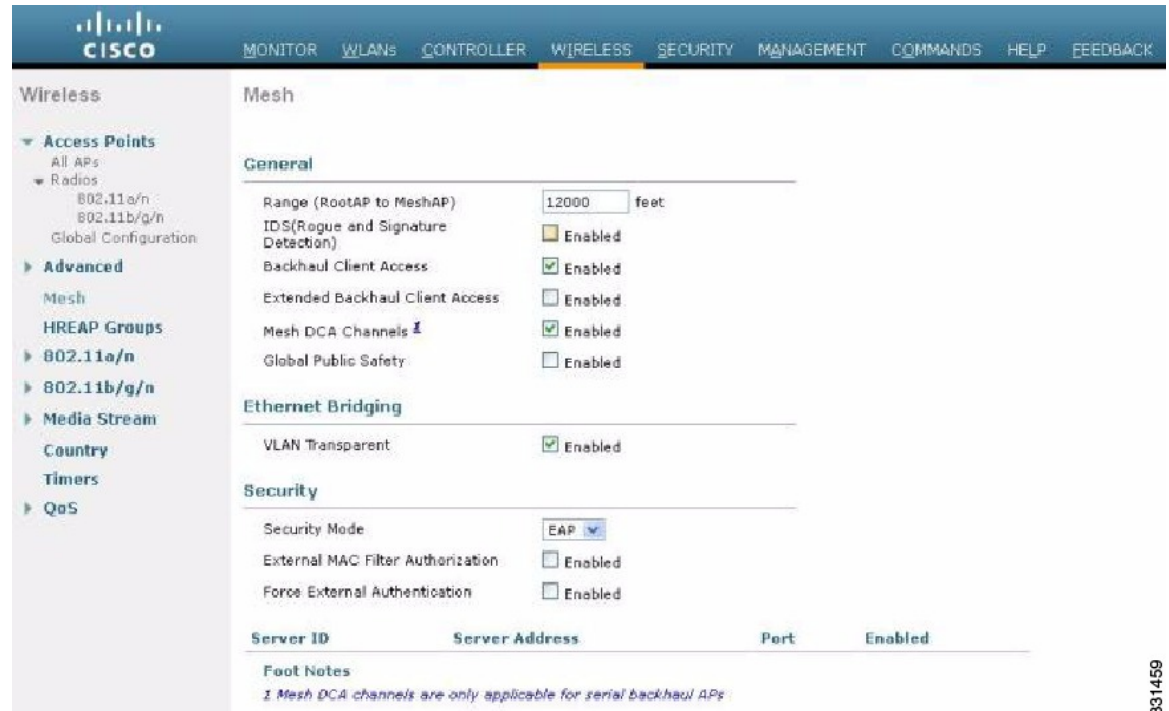 CISCO
MONITOR WLANs CONTROLLER WIRELESS SECURITY MANAGEMENT COMMANDS HELP FEEDBACK
Wireless
Access Points
All APs
Radios
802.11a/n
802.11b/g/n
Global Configuration
Advanced
Mesh
HREAP Groups
802.11a/n
802.11b/g/n
Media Stream
Country
Timers
QoS
Mesh
General
Range (RootAP to MeshAP) 12000 feet
IDS(Rogue and Signature
Detection) Enabled
Backhaul Client Access Enabled
Extended Backhaul Client Access Enabled
Mesh DCA Channels 1 Enabled
Global Public Safety Enabled
Ethernet Bridging
VLAN Transparent Enabled
Security
Security Mode EAP
External MAC Filter Authorization Enabled
Force External Authentication Enabled
Server ID Server Address Port Enabled
Foot Notes
1 Mesh DCA channels are only applicable for serial backhaul APs
331459